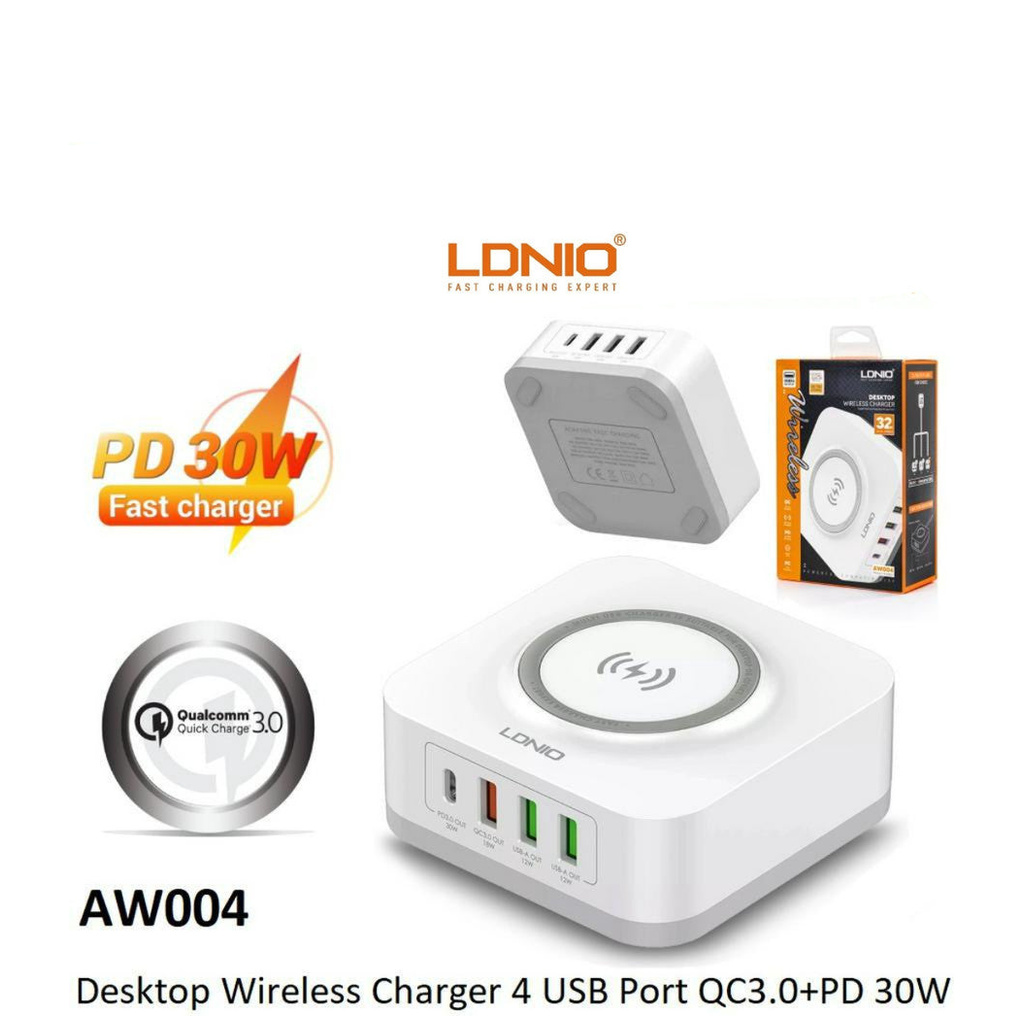 LDNIO®
FAST CHARGING EXPERT
PD 30W
Fast charger
LDNIO
DESKTOP
WIRELESS CHARGER
32
Wireless
LDNIO
AW004
Qualcomm
Quick Charge 3.0
LDNIO
PD3.0 OUT
30W
QC3.0 OUT
18W
USB-A OUT
12W
USB-A OUT
12W
AW004
Desktop Wireless Charger 4 USB Port QC3.0+PD 30W